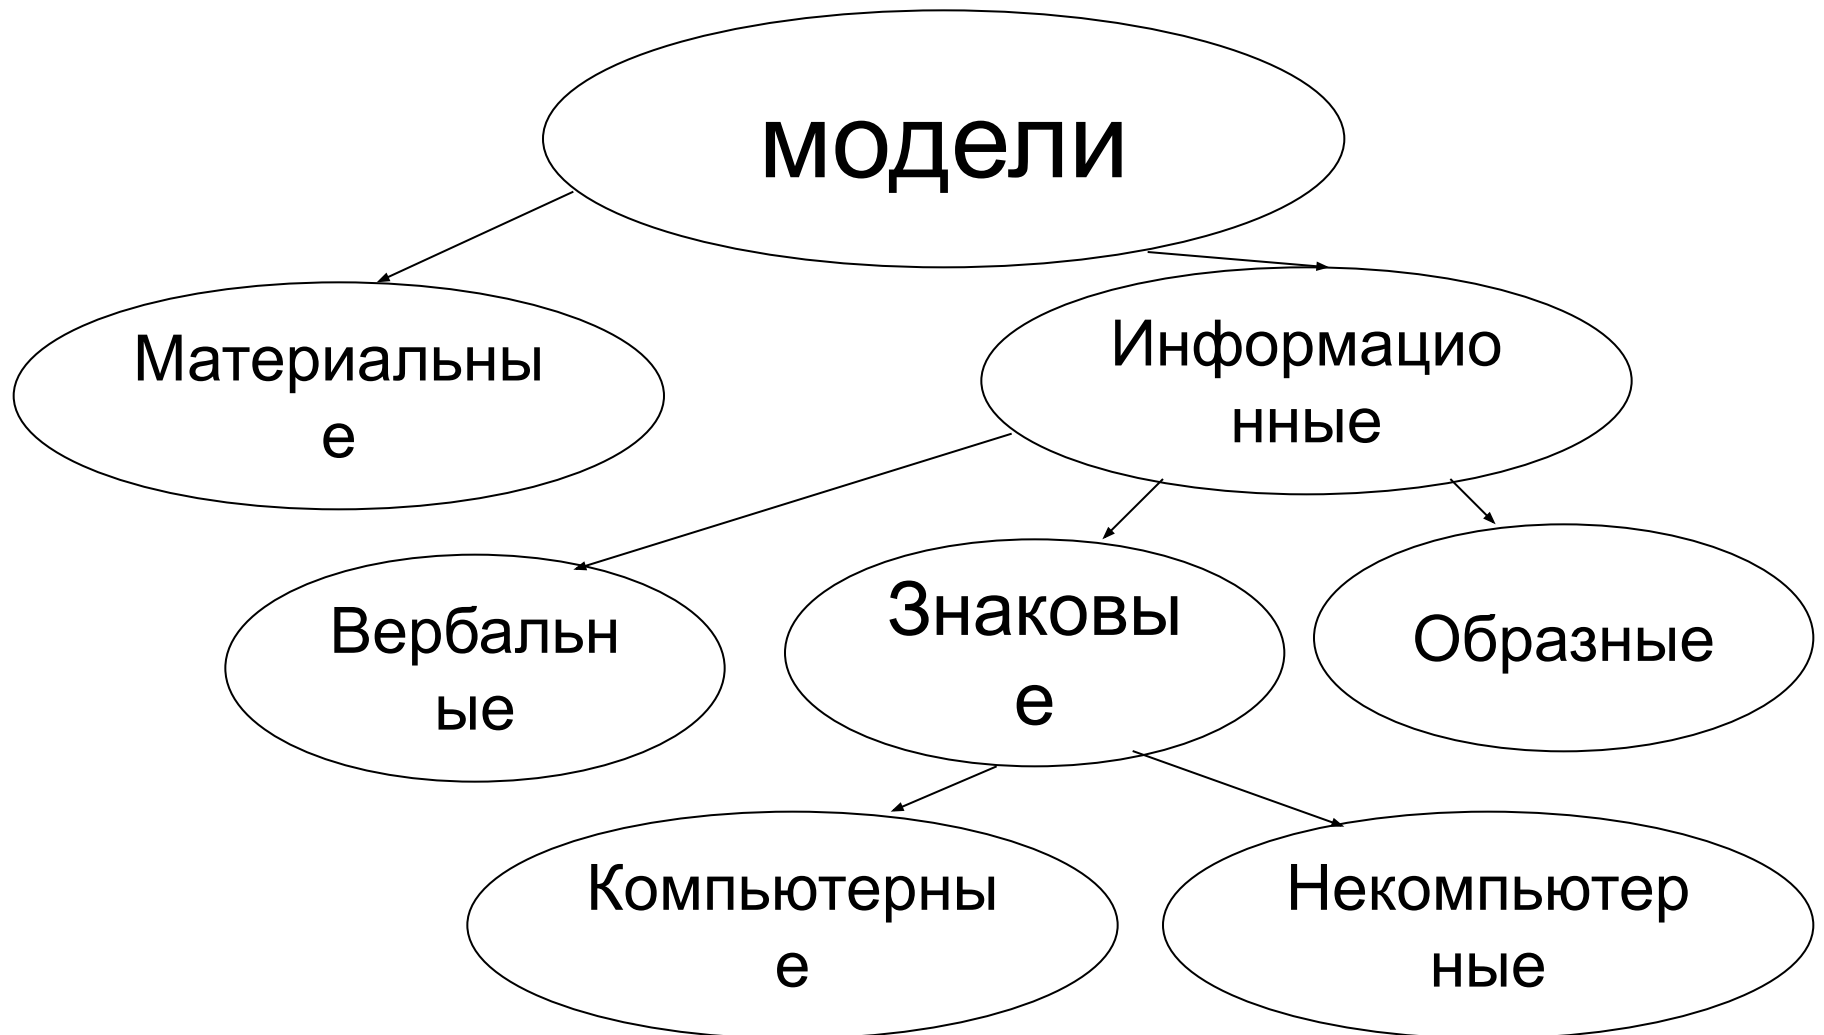 модели
Материальны
е
Информацио
нные
Вербальн
ые
Знаковы
е
Образные
Компьютерны
е
Некомпьютер
ные